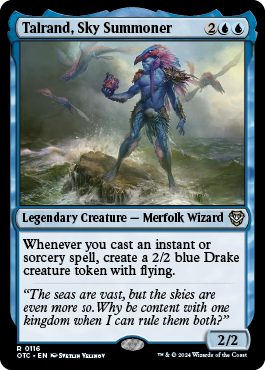 Talrand, Sky Summoner 2
Legendary Creature — Merfolk Wizard
Whenever you cast an instant or
sorcery spell, create a 2/2 blue Drake
creature token with flying.
“The seas are vast, but the skies are
even more so. Why be content with one
kingdom when I can rule them both?”
2/2
R 0116
OTC • EN Svetlin Velinov
™ & © 2024 Wizards of the Coast